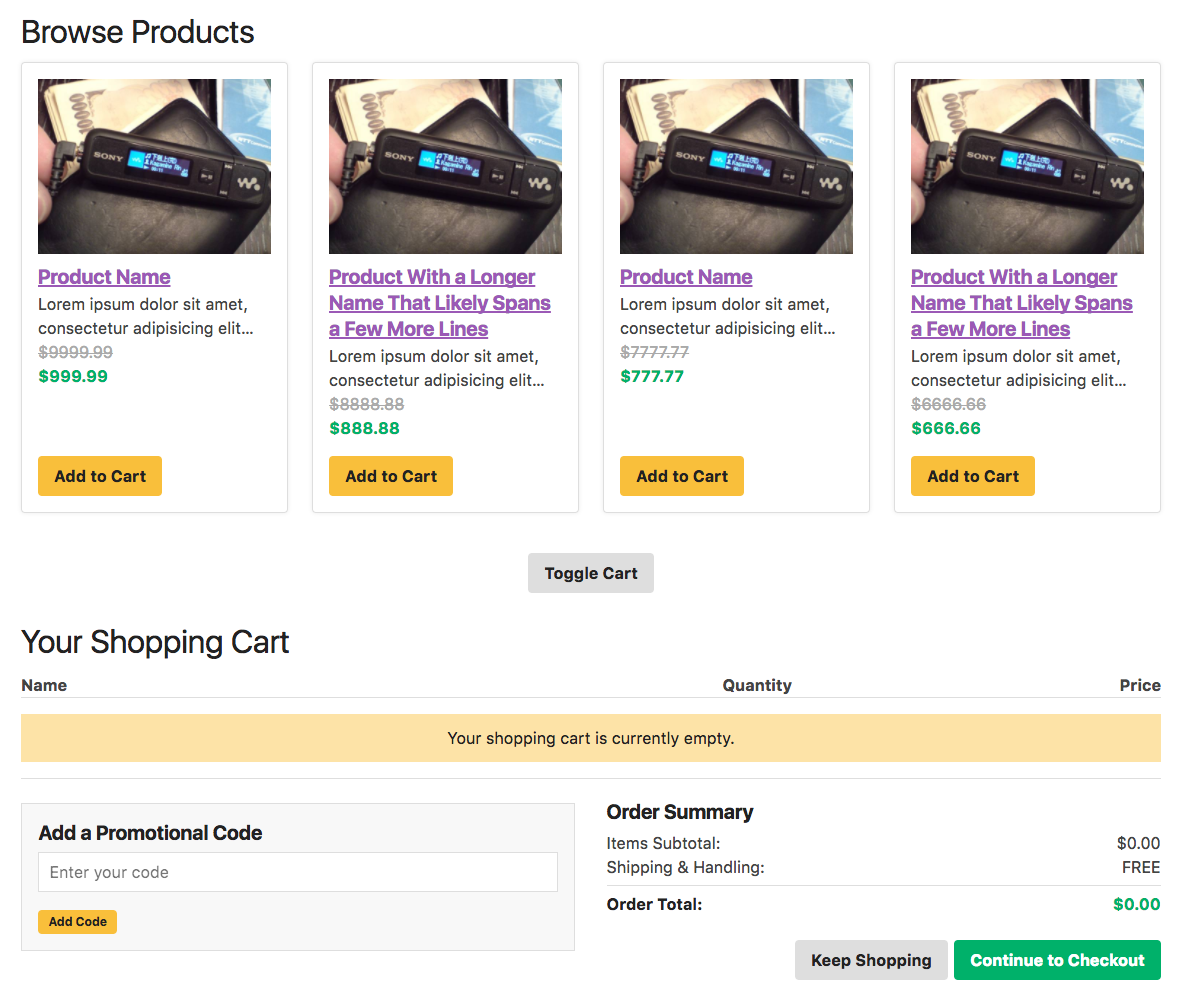 Browse Products
SONY
SONY
SONY
SONY
Product Name
Lorem ipsum dolor sit amet,
consectetur adipisicing elit...
$9999.99
$999.99
Add to Cart
Product With a Longer
Name That Likely Spans
a Few More Lines
Lorem ipsum dolor sit amet,
consectetur adipisicing elit...
$8888.88
$888.88
Add to Cart
Product Name
Lorem ipsum dolor sit amet,
consectetur adipisicing elit...
$7777.77
$777.77
Add to Cart
Product With a Longer
Name That Likely Spans
a Few More Lines
Lorem ipsum dolor sit amet,
consectetur adipisicing elit...
$6666.66
$666.66
Add to Cart
Toggle Cart
Your Shopping Cart
Name Quantity Price
Your shopping cart is currently empty.
Add a Promotional Code
Enter your code
Add Code
Order Summary
Items Subtotal: $0.00
Shipping & Handling: FREE
Order Total: $0.00
Keep Shopping Continue to Checkout